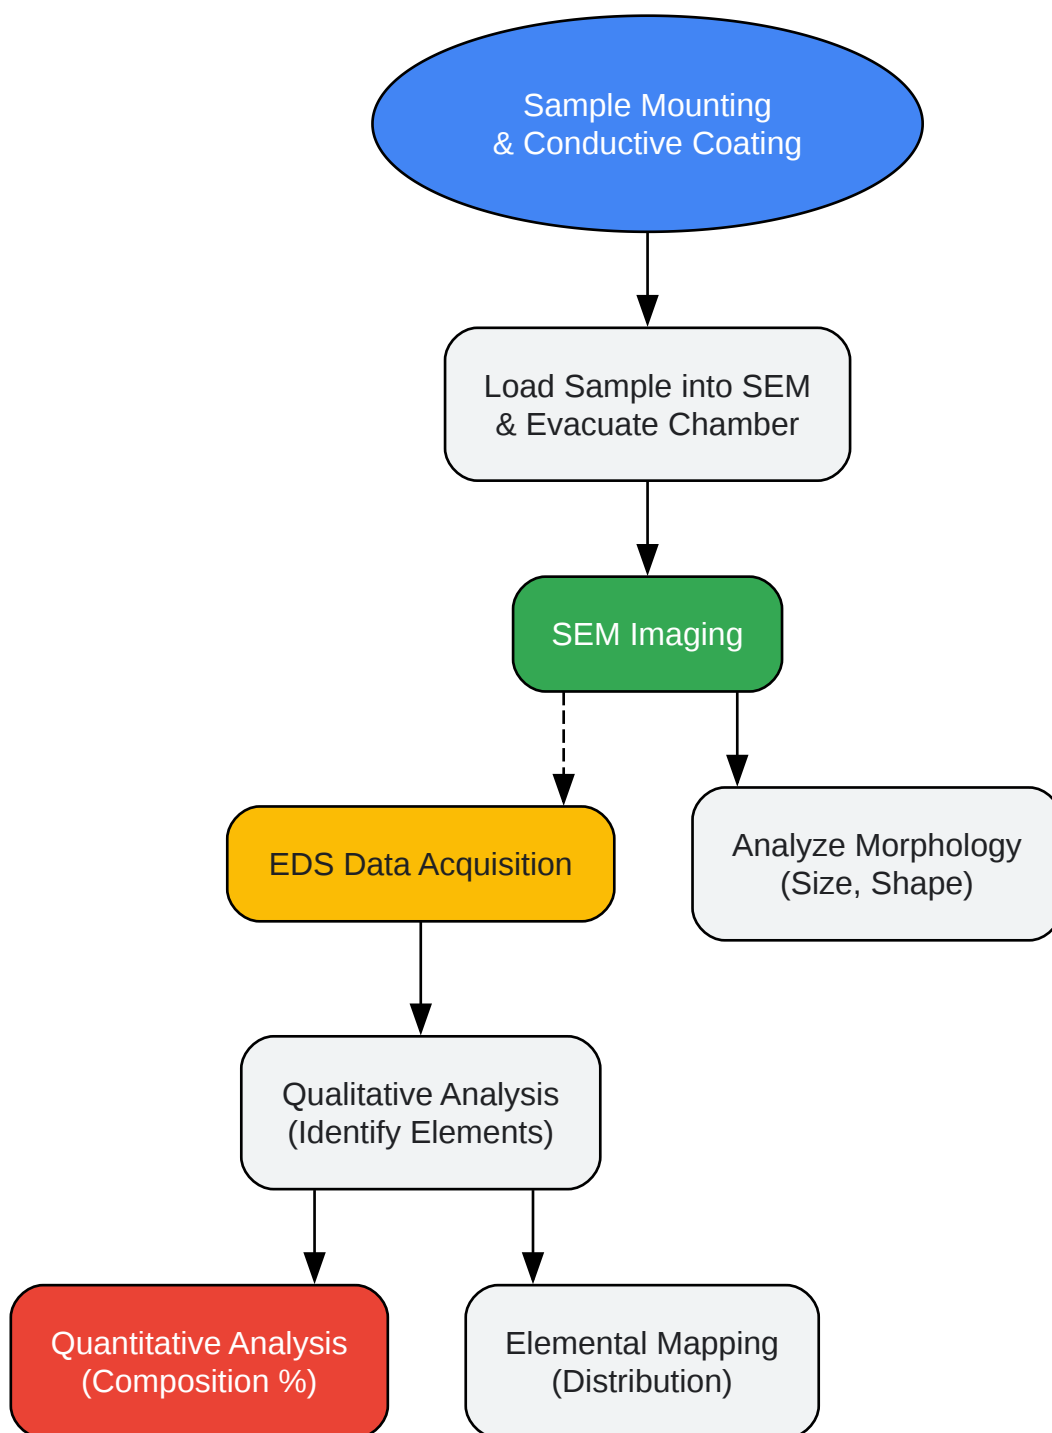 Sample Mounting
& Conductive Coating
Load Sample into SEM
& Evacuate Chamber
SEM Imaging
EDS Data Acquisition
Analyze Morphology
(Size, Shape)
Qualitative Analysis
(Identify Elements)
Quantitative Analysis
(Composition %)
Elemental Mapping
(Distribution)